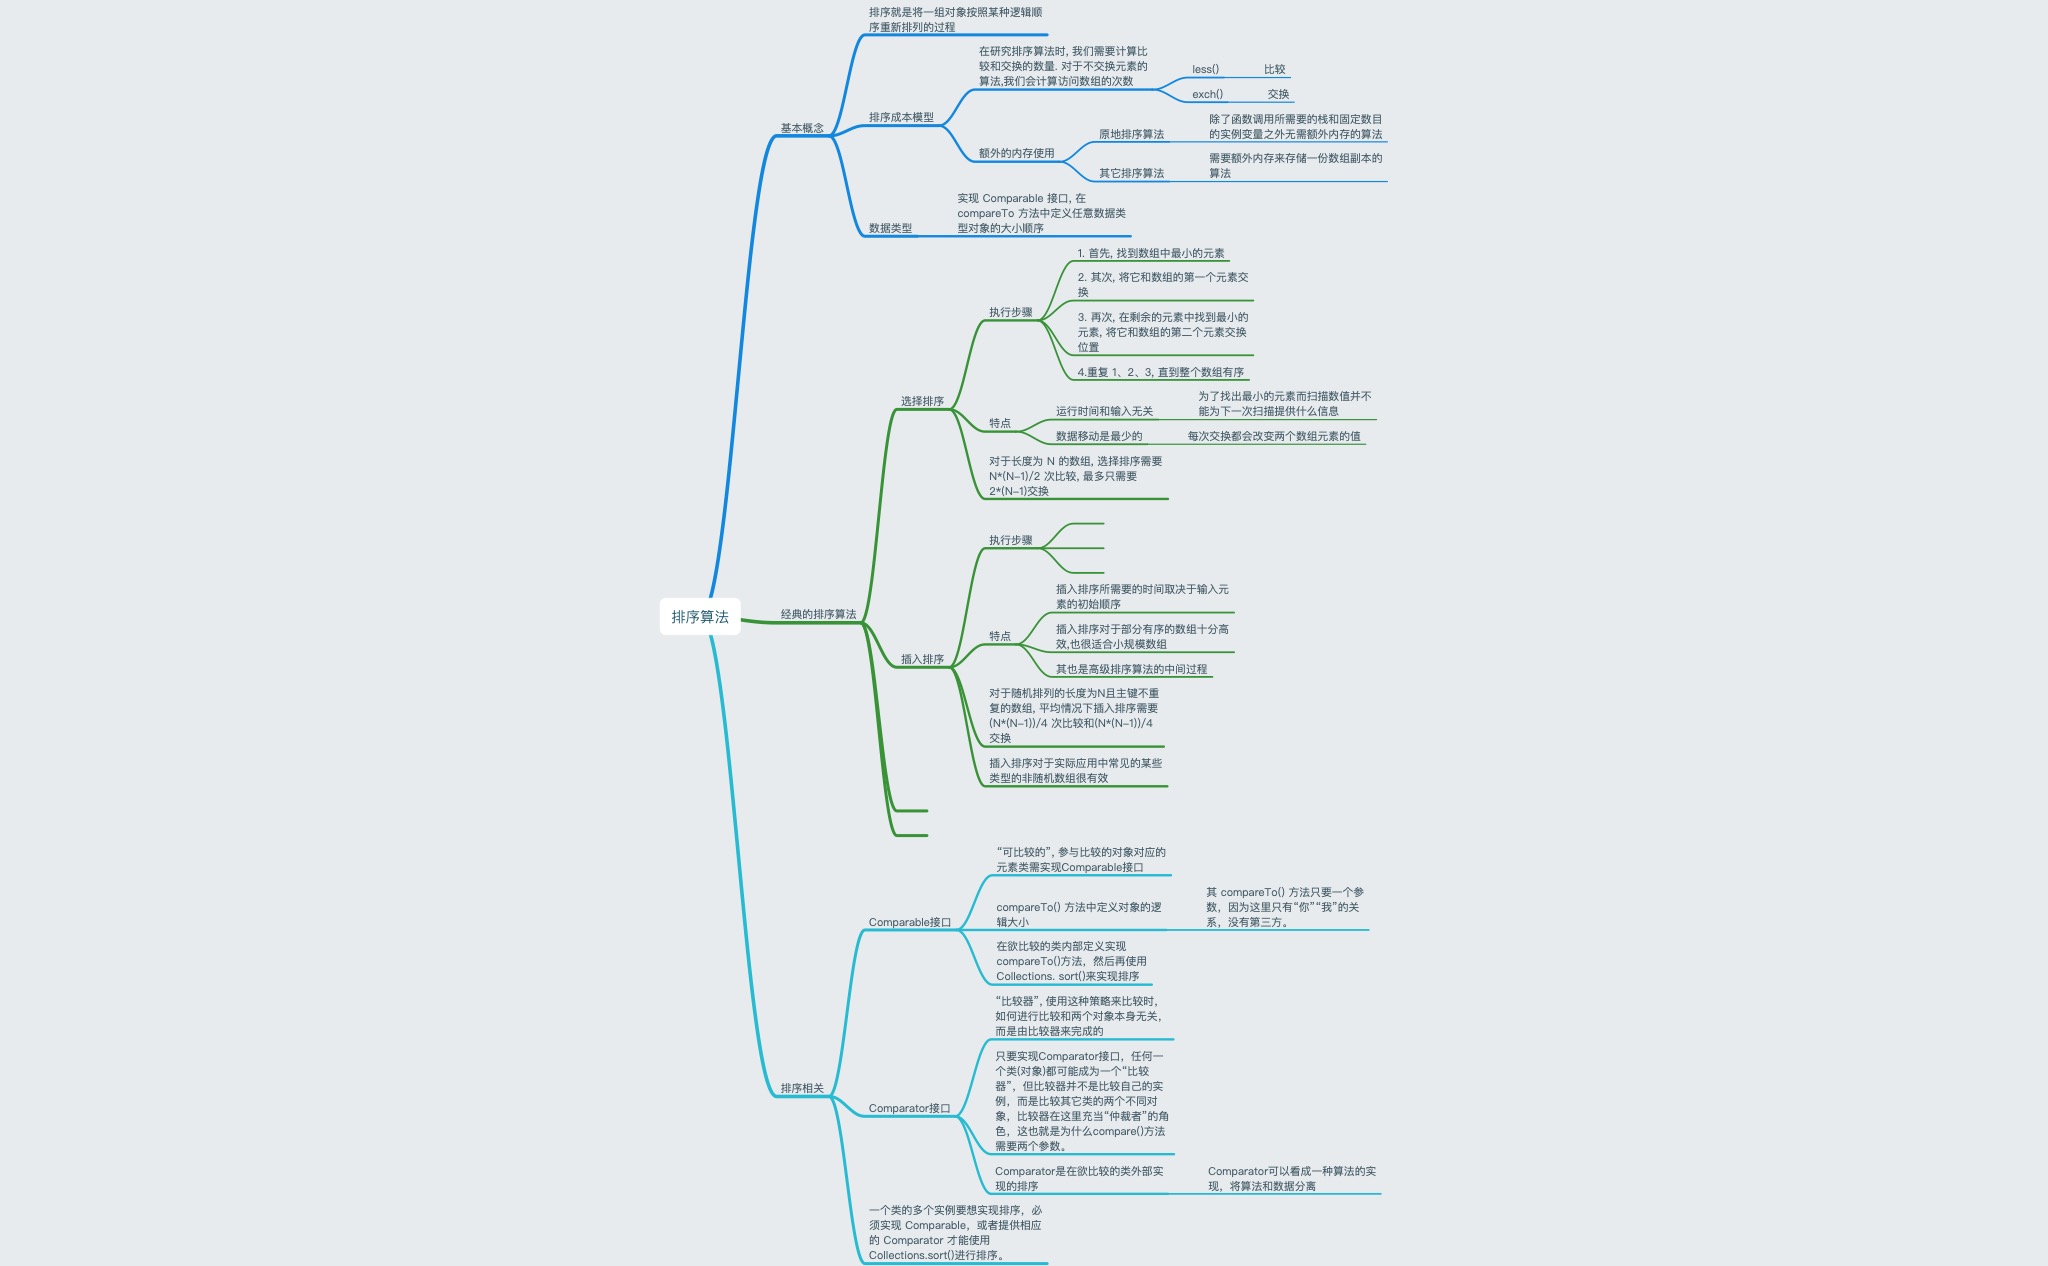 排序算法
基本概念
排序就是将一组对象按照某种逻辑顺
序重新排列的过程
排序成本模型
在研究排序算法时, 我们需要计算比
较和交换的数量. 对于不交换元素的
算法,我们会计算访问数组的次数
less()
比较
exch()
交换
额外的内存使用
原地排序算法
除了函数调用所需要的栈和固定数目
的实例变量之外无需额外内存的算法
其它排序算法
需要额外内存来存储一份数组副本的
算法
数据类型
实现 Comparable 接口, 在
compareTo 方法中定义任意数据类
型对象的大小顺序
经典的排序算法
选择排序
执行步骤
1. 首先, 找到数组中最小的元素
2. 其次, 将它和数组的第一个元素交
换
3. 再次, 在剩余的元素中找到最小的
元素, 将它和数组的第二个元素交换
位置
4.重复 1、2、3, 直到整个数组有序
特点
运行时间和输入无关
为了找出最小的元素而扫描数值并不
能为下一次扫描提供什么信息
数据移动是最少的
每次交换都会改变两个数组元素的值
对于长度为 N 的数组, 选择排序需要
N*(N-1)/2 次比较, 最多只需要
2*(N-1)交换
插入排序
执行步骤
特点
插入排序所需要的时间取决于输入元
素的初始顺序
插入排序对于部分有序的数组十分高
效,也很适合小规模数组
其也是高级排序算法的中间过程
对于随机排列的长度为N且主键不重
复的数组, 平均情况下插入排序需要
(N*(N-1))/4 次比较和(N*(N-1))/4
交换
插入排序对于实际应用中常见的某些
类型的非随机数组很有效
排序相关
Comparable接口
“可比较的”, 参与比较的对象对应的
元素类需实现Comparable接口
compareTo() 方法中定义对象的逻
辑大小
其 compareTo() 方法只要一个参
数，因为这里只有“你”“我”的关
系，没有第三方。
在欲比较的类内部定义实现
compareTo()方法，然后再使用
Collections. sort()来实现排序
Comparator接口
“比较器”, 使用这种策略来比较时,
如何进行比较和两个对象本身无关,
而是由比较器来完成的
只要实现Comparator接口，任何一
个类(对象)都可能成为一个“比较
器”，但比较器并不是比较自己的实
例，而是比较其它类的两个不同对
象，比较器在这里充当“仲裁者”的角
色，这也就是为什么compare()方法
需要两个参数。
Comparator是在欲比较的类外部实
现的排序
Comparator可以看成一种算法的实
现，将算法和数据分离
一个类的多个实例要想实现排序，必
须实现 Comparable，或者提供相应
的 Comparator 才能使用
Collections.sort()进行排序。